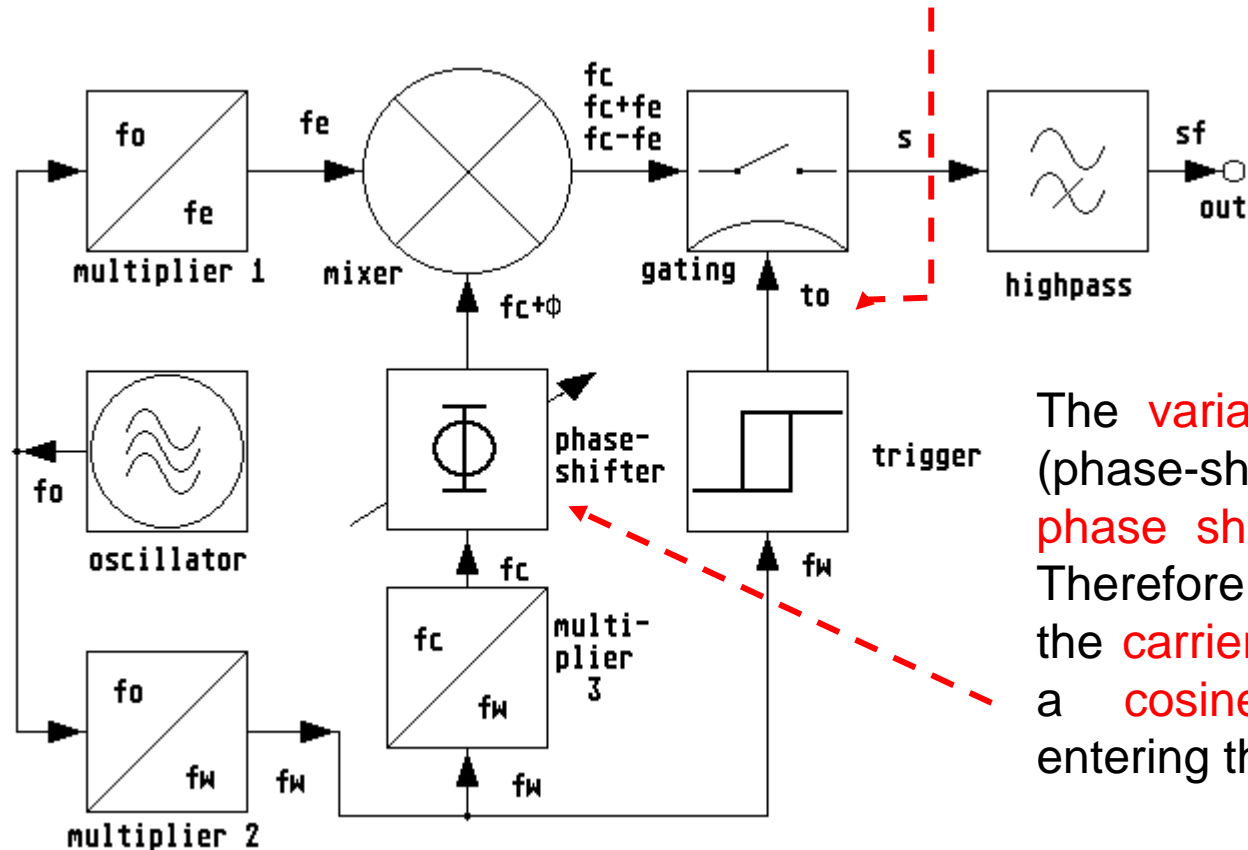 fc
fc+fe
fc-fe
fo
fe
fe
s
sf
out
multiplier 1
mixer
gating
to
highpass
fc+Φ
Φ
phase-
shifter
trigger
fo
oscillator
fc
fw
fc
fw
multi-
plier
3
fo
fw
fw
fw
multiplier 2
The
(phase-sh
phase
Therefore
the carrier
a cosine
entering